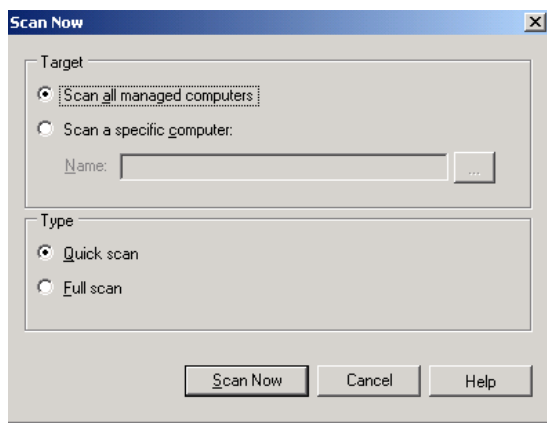 Scan Now
Target
Scan all managed computers
Scan a specific computer:
Name:
...
Type
Quick scan
Full scan
Scan Now Cancel Help